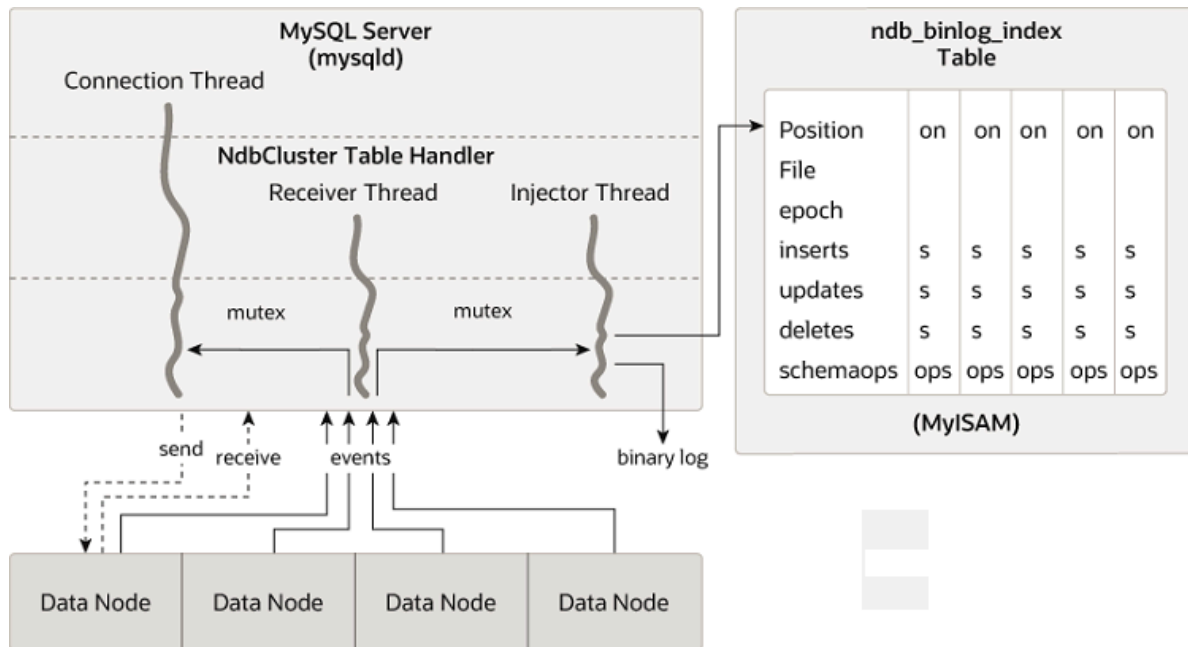 MySQL Server
(mysqld)
Connection Thread
NdbCluster Table Handler
Receiver Thread
Injector Thread
mutex
mutex
send
receive
events
binary log
Data Node
Data Node
Data Node
Data Node
ndb_binlog_index
Table
Position on on on on on
File
epoch
inserts s s s s s
updates s s s s s
deletes s s s s s
schemaops ops ops ops ops ops
(MyISAM)